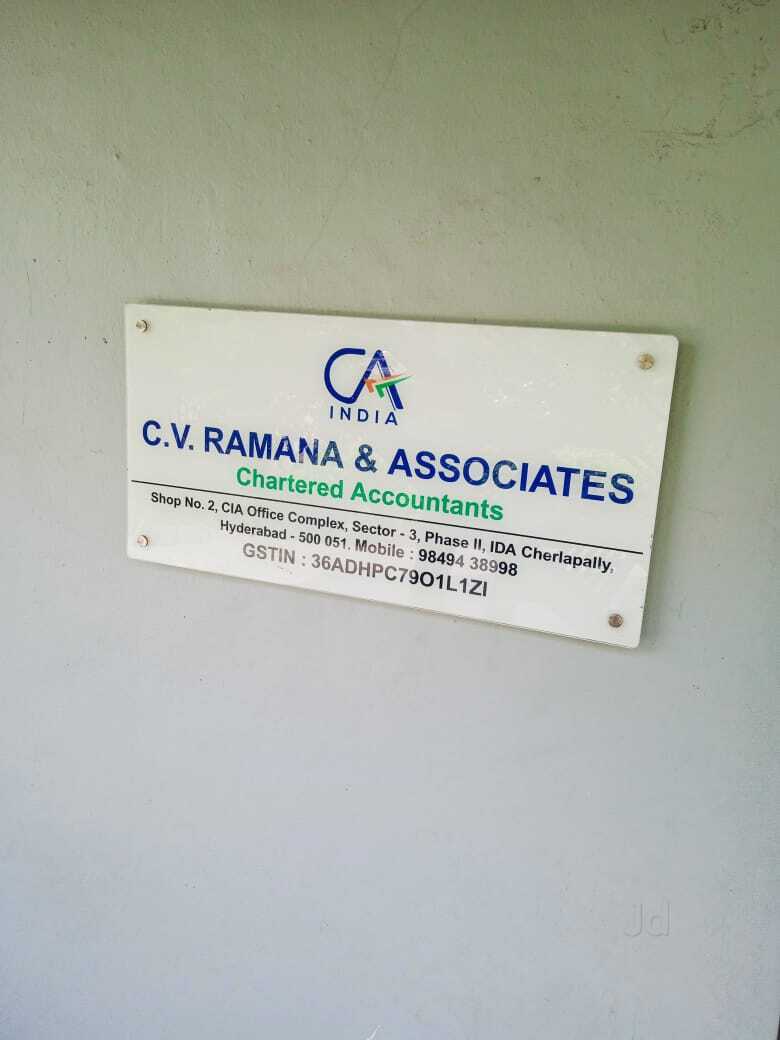 CA
INDIA
C.V. RAMANA & ASSOCIATES
Chartered Accountants
Shop No. 2, CIA Office Complex, Sector - 3, Phase II, IDA Cherlapally,
Hyderabad - 500 051. Mobile : 98494 38998
GSTIN : 36ADHPC79O1L1ZI
Jd